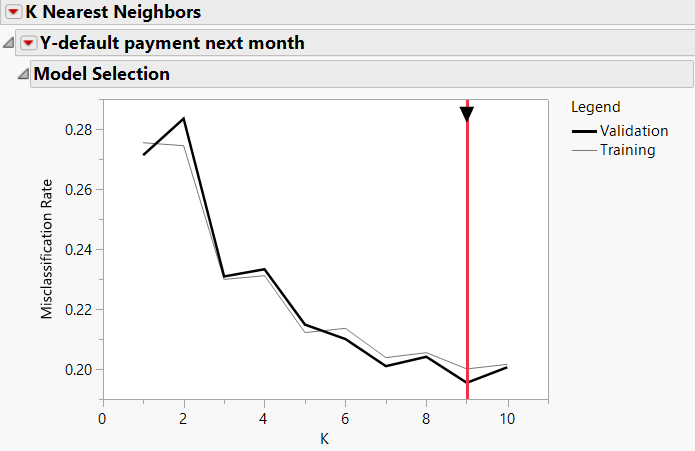 K Nearest Neighbors
Y-default payment next month
Model Selection
Legend
Validation
Training
Misclassification Rate
0.28
0.26
0.24
0.22
0.20
0 2 4 6 8 10
K